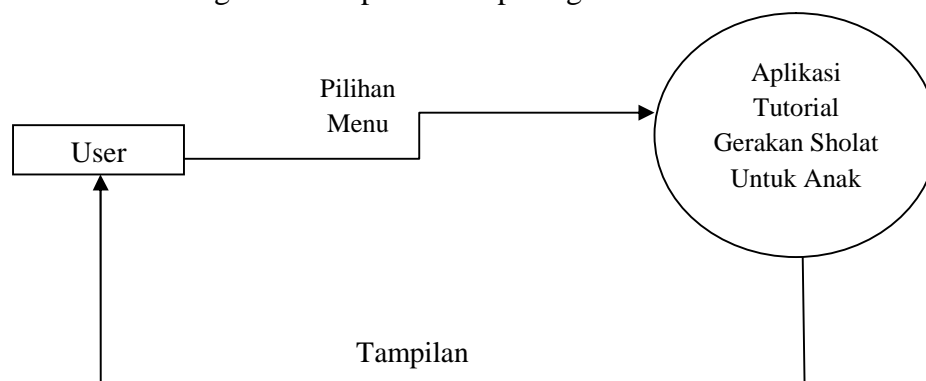 Pilihan
Menu
User
Aplikasi
Tutorial
Gerakan Sholat
Untuk Anak
Tampilan